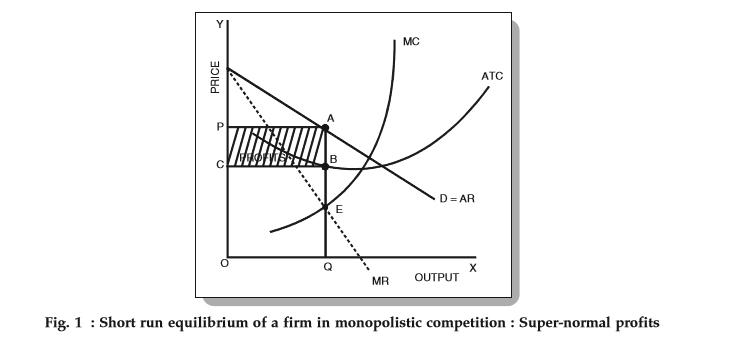 Y
MC
PRICE
ATC
A
P
PROFITS
B
C
D = AR
E
O
Q
X
MR
OUTPUT
Fig. 1 : Short run equilibrium of a firm in monopolistic competition : Super-normal profits